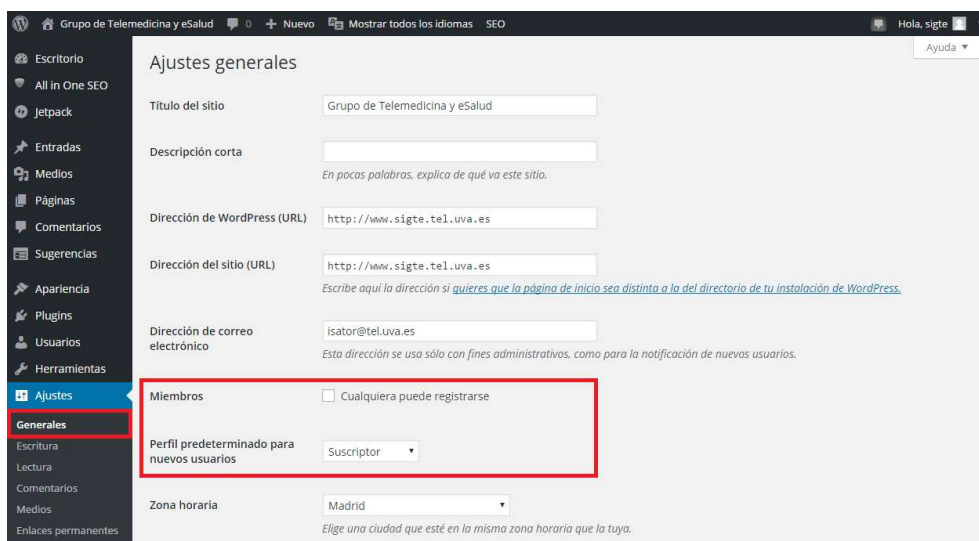 Grupo de Telemedicina y eSalud 0 + Nuevo Mostrar todos los idiomas SEO Hola, sigte
Ayuda ▼
Escritorio
All in One SEO
Jetpack
Entradas
Medios
Páginas
Comentarios
Sugerencias
Apariencia
Plugins
Usuarios
Herramientas
Ajustes
Generales
Escritura
Lectura
Comentarios
Medios
Enlaces permanentes
Ajustes generales
Título del sitio Grupo de Telemedicina y eSalud
Descripción corta
En pocas palabras, explica de qué va este sitio.
Dirección de WordPress (URL) http://www.sigte.tel.uva.es
Dirección del sitio (URL) http://www.sigte.tel.uva.es
Escribe aquí la dirección si quieres que la página de inicio sea distinta a la del directorio de tu instalación de WordPress.
Dirección de correo
electrónico
isator@tel.uva.es
Esta dirección se usa sólo con fines administrativos, como para la notificación de nuevos usuarios.
Miembros Cualquiera puede registrarse
Perfil predeterminado para
nuevos usuarios
Suscriptor ▼
Zona horaria Madrid ▼
Elige una ciudad que esté en la misma zona horaria que la tuya.